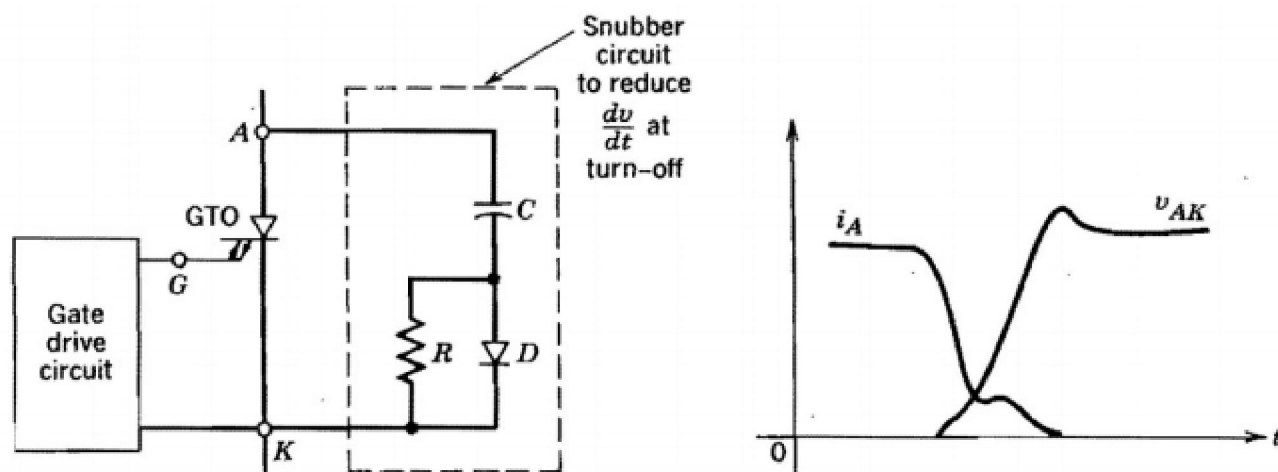 Snubber
circuit
to reduce
dv/dt at
turn-off
A
C
GTO
G
Gate
drive
circuit
R
D
K
i_A
v_AK
0
t